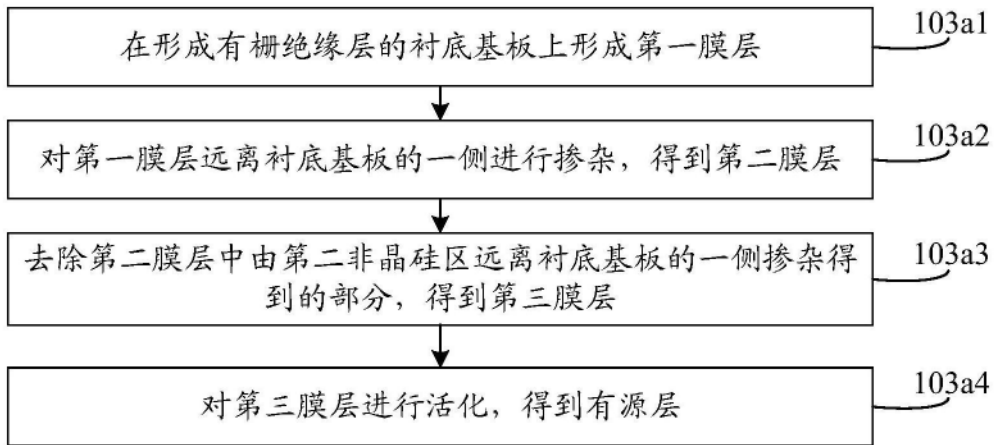 103a1
在形成有栅绝缘层的衬底基板上形成第一膜层
103a2
对第一膜层远离衬底基板的一侧进行掺杂，得到第二膜层
103a3
去除第二膜层中由第二非晶硅区远离衬底基板的一侧掺杂得
到的部分，得到第三膜层
103a4
对第三膜层进行活化，得到有源层